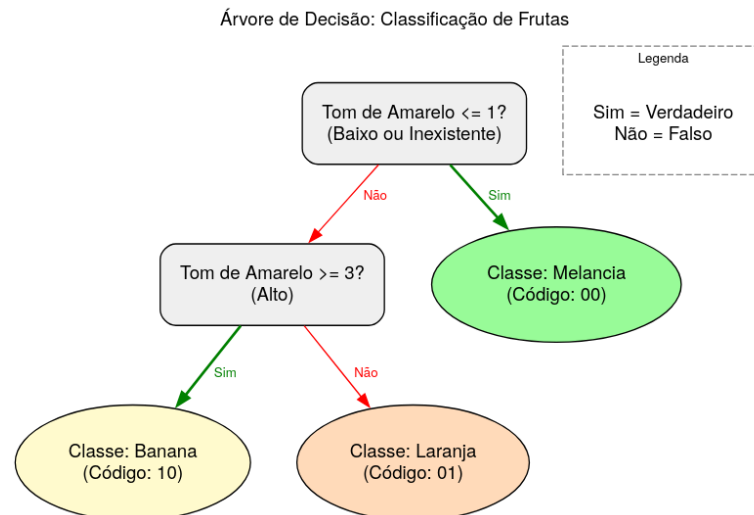 Árvore de Decisão: Classificação de Frutas
Legenda
Sim = Verdadeiro
Não = Falso
Tom de Amarelo <= 1?
(Baixo ou Inexistente)
Não
Sim
Tom de Amarelo >= 3?
(Alto)
Classe: Melancia
(Código: 00)
Sim
Não
Classe: Banana
(Código: 10)
Classe: Laranja
(Código: 01)